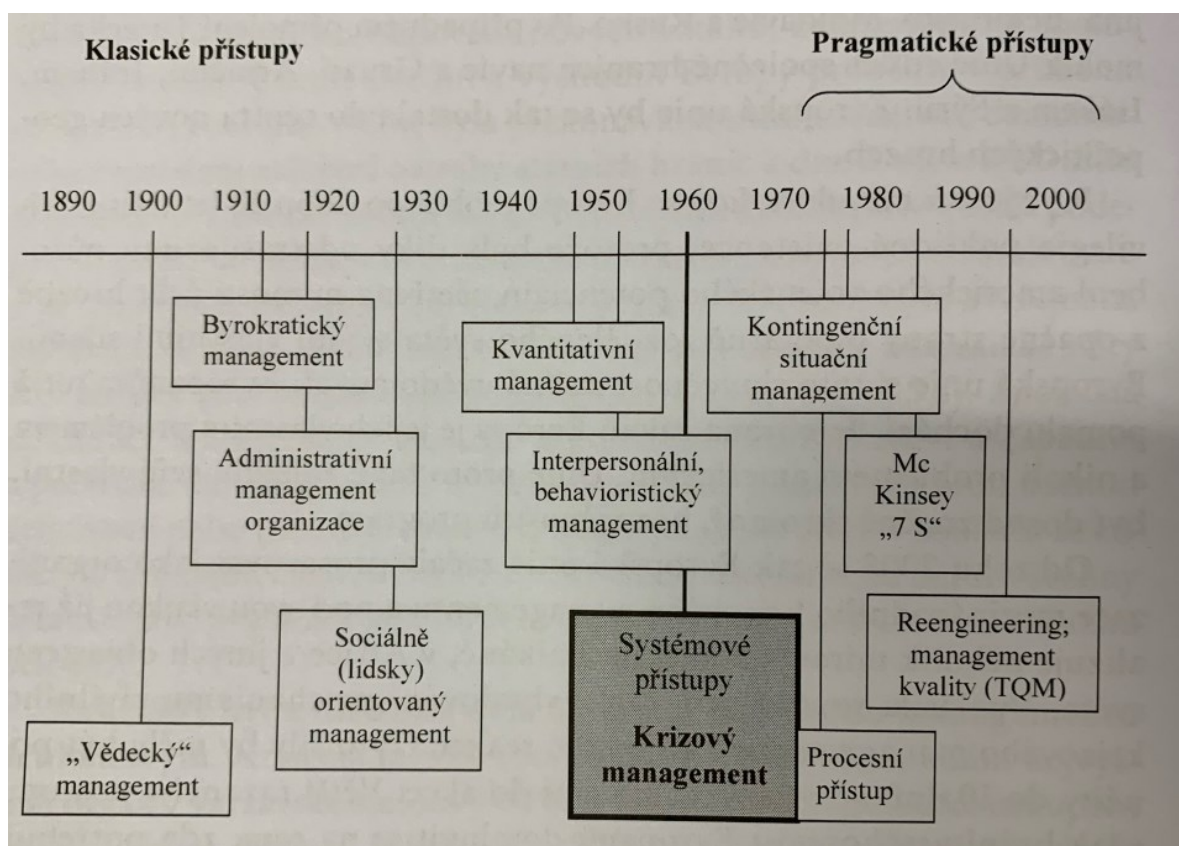 Klasické přístupy
Pragmatické přístupy
1890 1900 1910 1920 1930 1940 1950 1960 1970 1980 1990 2000
Byrokratický
management
Kvantitativní
management
Kontingenční
situační
management
Administrativní
management
organizace
Interpersonální,
behavioristický
management
Mc
Kinsey
„7 S“
Sociálně
(lidsky)
orientovaný
management
Systémové
přístupy
Krizový
management
Reengineering;
management
kvality (TQM)
„Vědecký“
management
Procesní
přístup